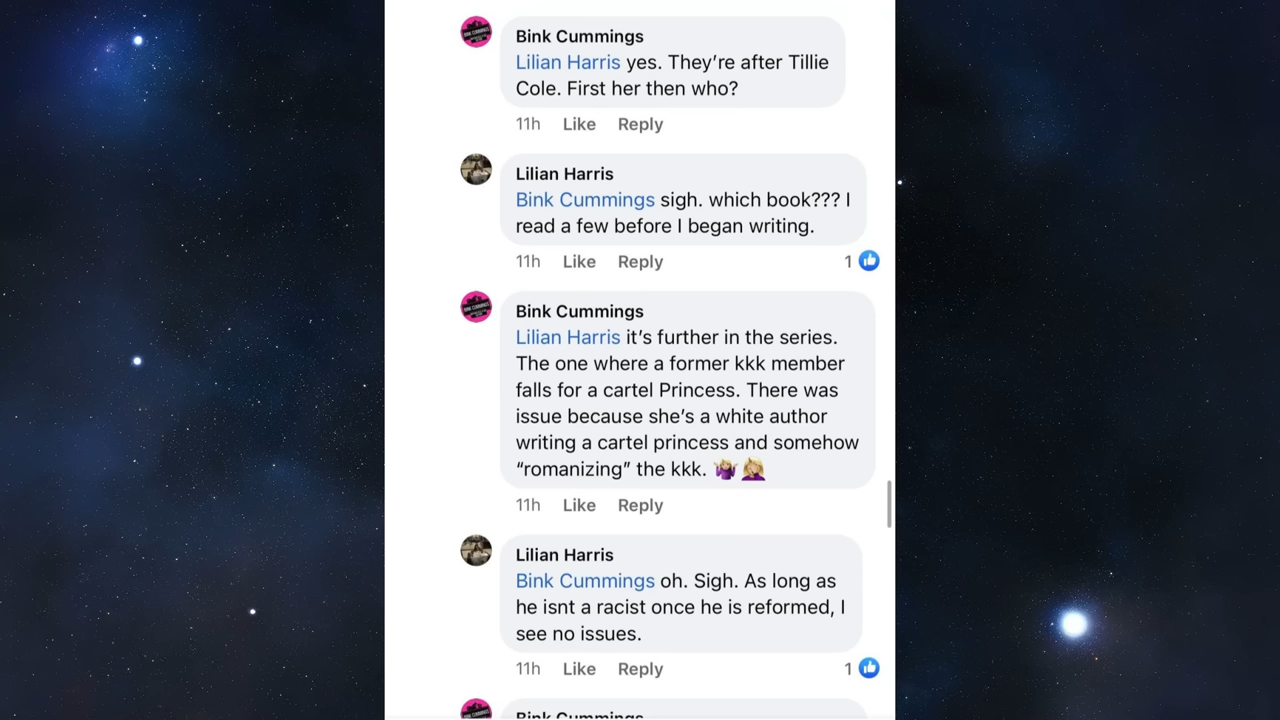 Bink Cummings
Lilian Harris yes. They’re after Tillie
Cole. First her then who?
11h Like Reply
Lilian Harris
Bink Cummings sigh. which book??? I
read a few before I began writing.
11h Like Reply 1
Bink Cummings
Lilian Harris it’s further in the series.
The one where a former kkk member
falls for a cartel Princess. There was
issue because she’s a white author
writing a cartel princess and somehow
“romanizing” the kkk. 🤷🏼‍♀️ 🤦🏼‍♀️
11h Like Reply
Lilian Harris
Bink Cummings oh. Sigh. As long as
he isnt a racist once he is reformed, I
see no issues.
11h Like Reply 1
Bink Cummings